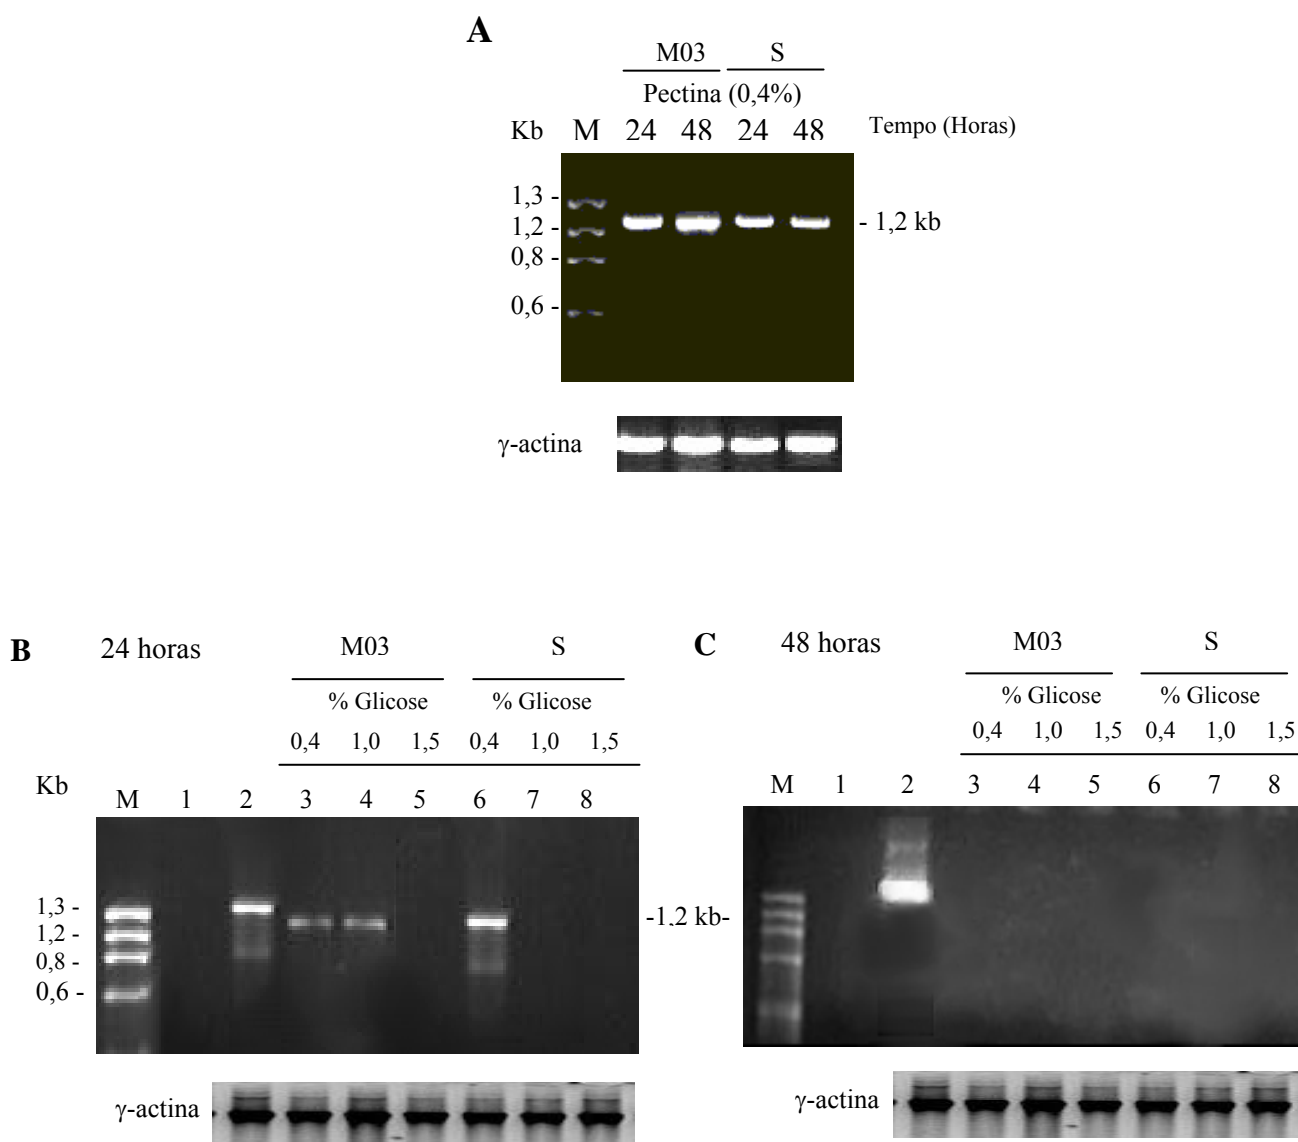 A
M03 S
Pectina (0,4%)
Kb M 24 48 24 48 Tempo (Horas)
1,3 -
1,2 -
0,8 -
0,6 -
- 1,2 kb
γ-actina
B 24 horas M03 S
% Glicose % Glicose
0,4 1,0 1,5 0,4 1,0 1,5
Kb M 1 2 3 4 5 6 7 8
1,3 -
1,2 -
0,8 -
0,6 -
-1,2 kb-
γ-actina
C 48 horas M03 S
% Glicose % Glicose
0,4 1,0 1,5 0,4 1,0 1,5
M 1 2 3 4 5 6 7 8
γ-actina